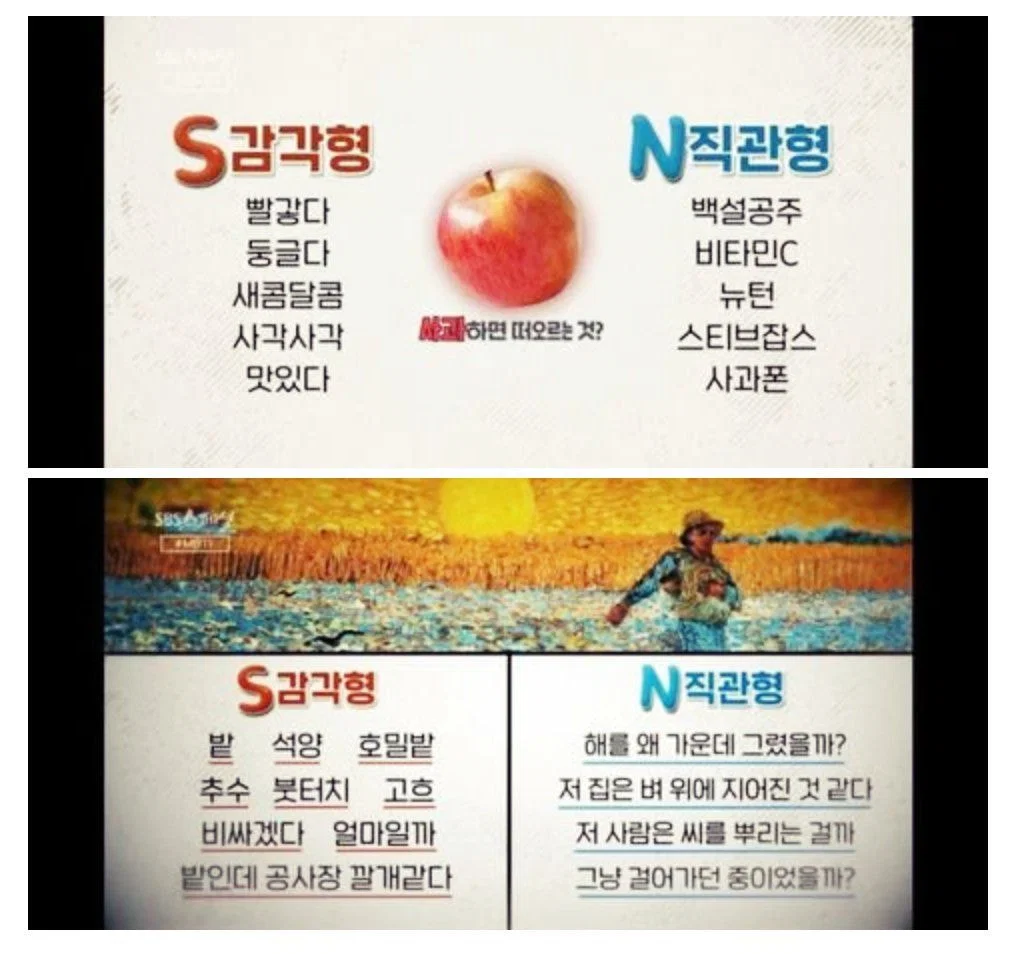 S감각형
빨갛다
둥글다
새콤달콤
사각사각
맛있다
사과하면 떠오르는 것?
N직관형
백설공주
비타민C
뉴턴
스티브잡스
사과폰
SBS스페셜
S감각형
밭 석양 호밀밭
추수 붓터치 고흐
비싸겠다 얼마일까
밭인데 공사장 깔개같다
N직관형
해를 왜 가운데 그렸을까?
저 집은 벼 위에 지어진 것 같다
저 사람은 씨를 뿌리는 걸까
그냥 걸어가던 중이었을까?